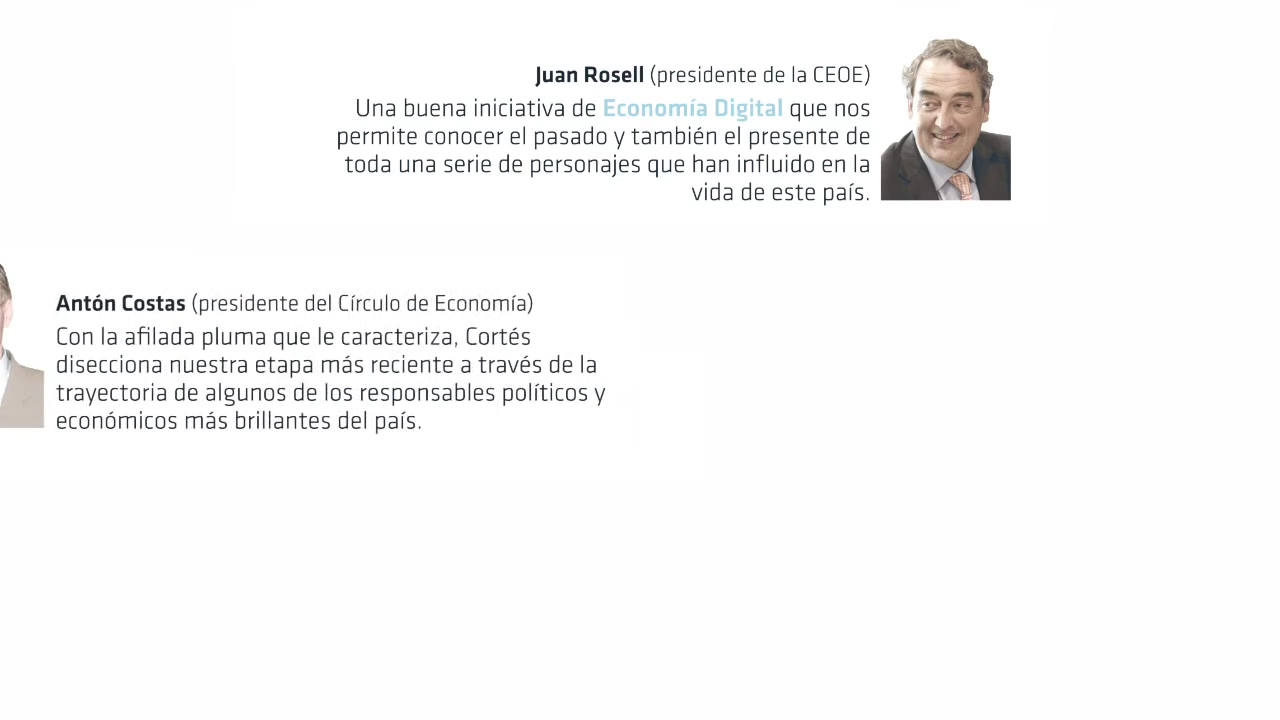 Juan Rosell (presidente de la CEOE)
Una buena iniciativa de Economía Digital que nos
permite conocer el pasado y también el presente de
toda una serie de personajes que han influido en la
vida de este país.
Antón Costas (presidente del Círculo de Economía)
Con la afilada pluma que le caracteriza, Cortés
disecciona nuestra etapa más reciente a través de la
trayectoria de algunos de los responsables políticos y
económicos más brillantes del país.